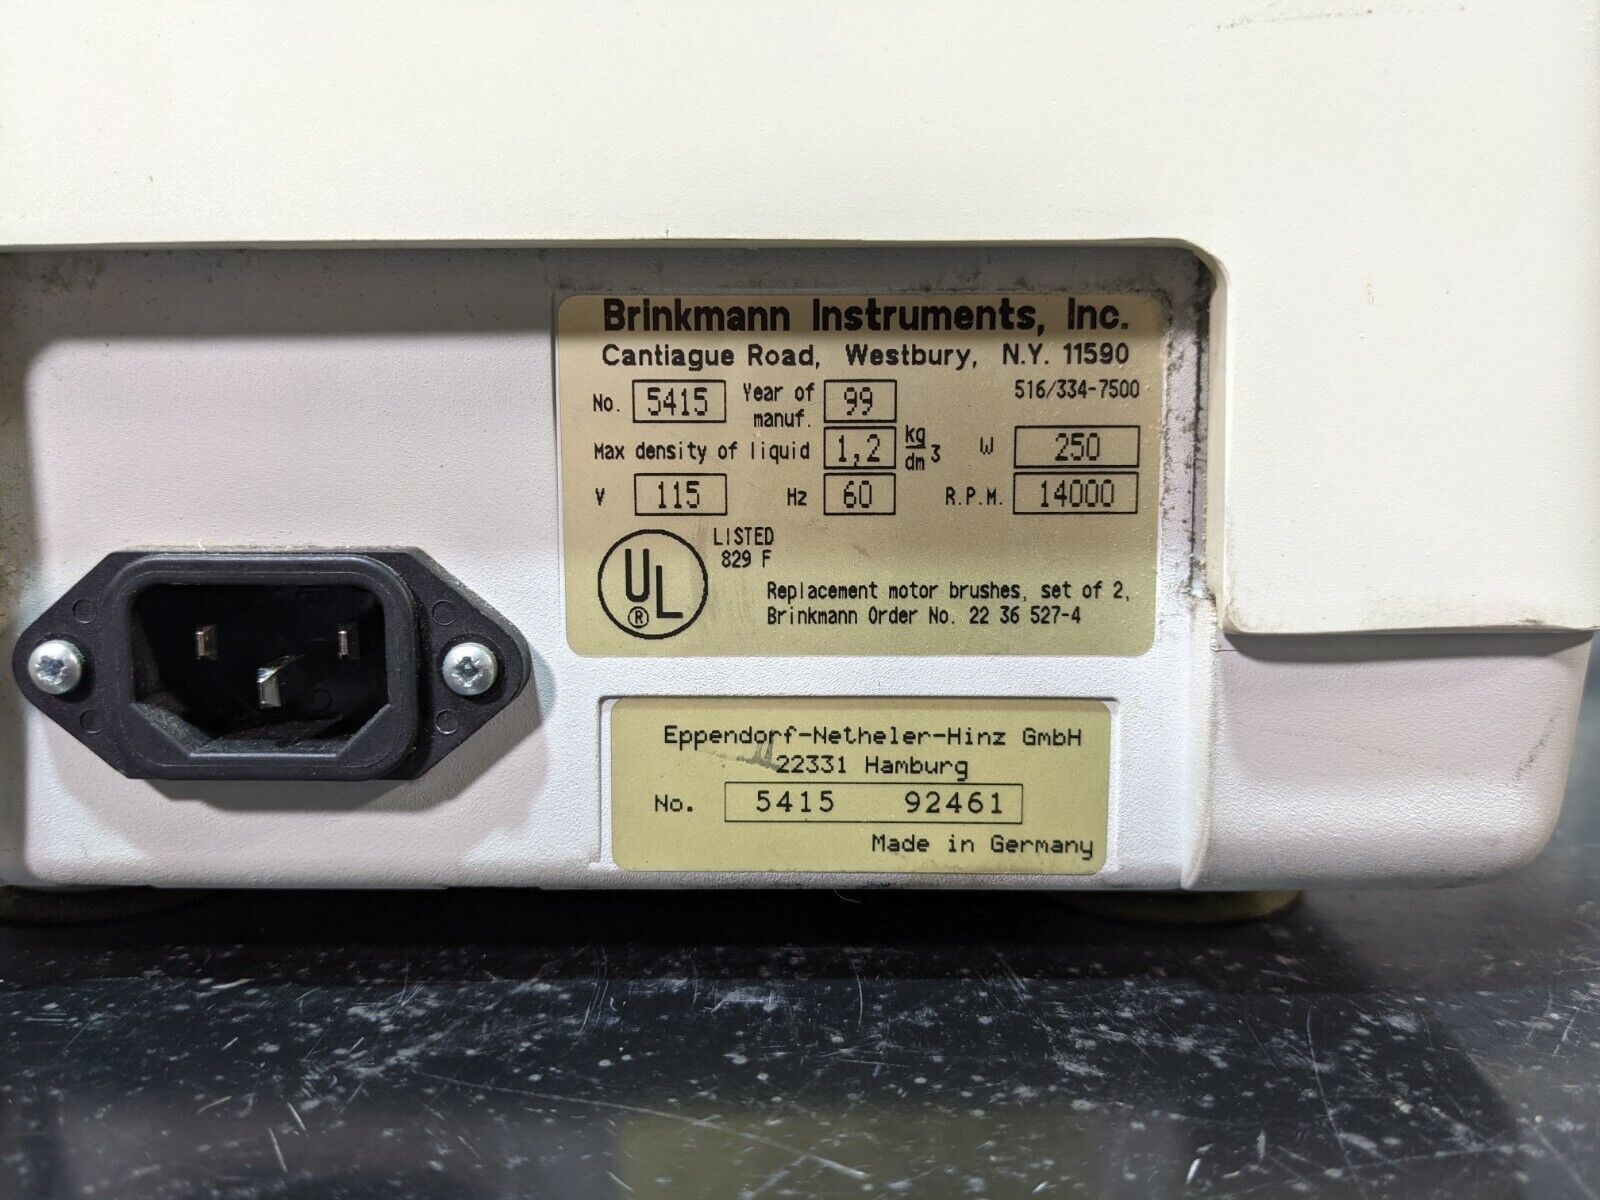 Brinkmann Instruments, Inc.
Cantiague Road, Westbury, N.Y. 11590
516/334-7500
No. 5415 Year of manuf. 99
Max density of liquid 1,2 kg/dm3 W 250
V 115 Hz 60 R.P.M. 14000
UL ® LISTED
829 F
Replacement motor brushes, set of 2,
Brinkmann Order No. 22 36 527-4
Eppendorf-Netheler-Hinz GmbH
22331 Hamburg
No. 5415 92461
Made in Germany